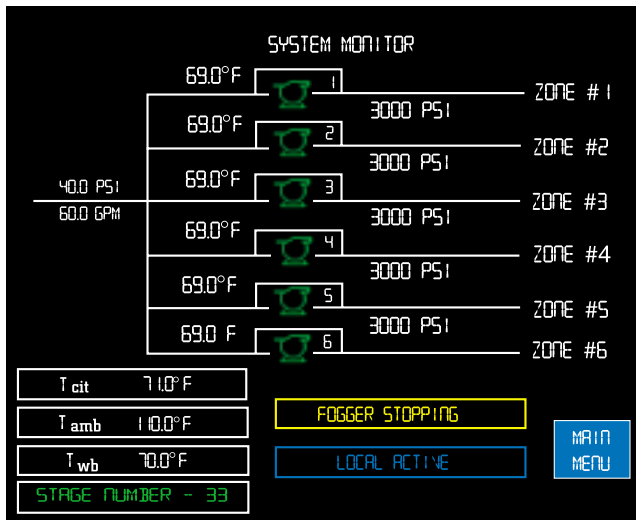 SYSTEM MONITOR
69.0°F 1
3000 PSI
ZONE #1
69.0°F 2
3000 PSI
ZONE #2
40.0 PSI
60.0 GPM
69.0°F 3
3000 PSI
ZONE #3
69.0°F 4
3000 PSI
ZONE #4
69.0°F 5
3000 PSI
ZONE #5
69.0 F 6
ZONE #6
T cit 71.0°F
T amb 110.0°F
T wb 70.0°F
STAGE NUMBER - 33
FOGGER STOPPING
LOCAL ACTIVE
MAIN
MENU